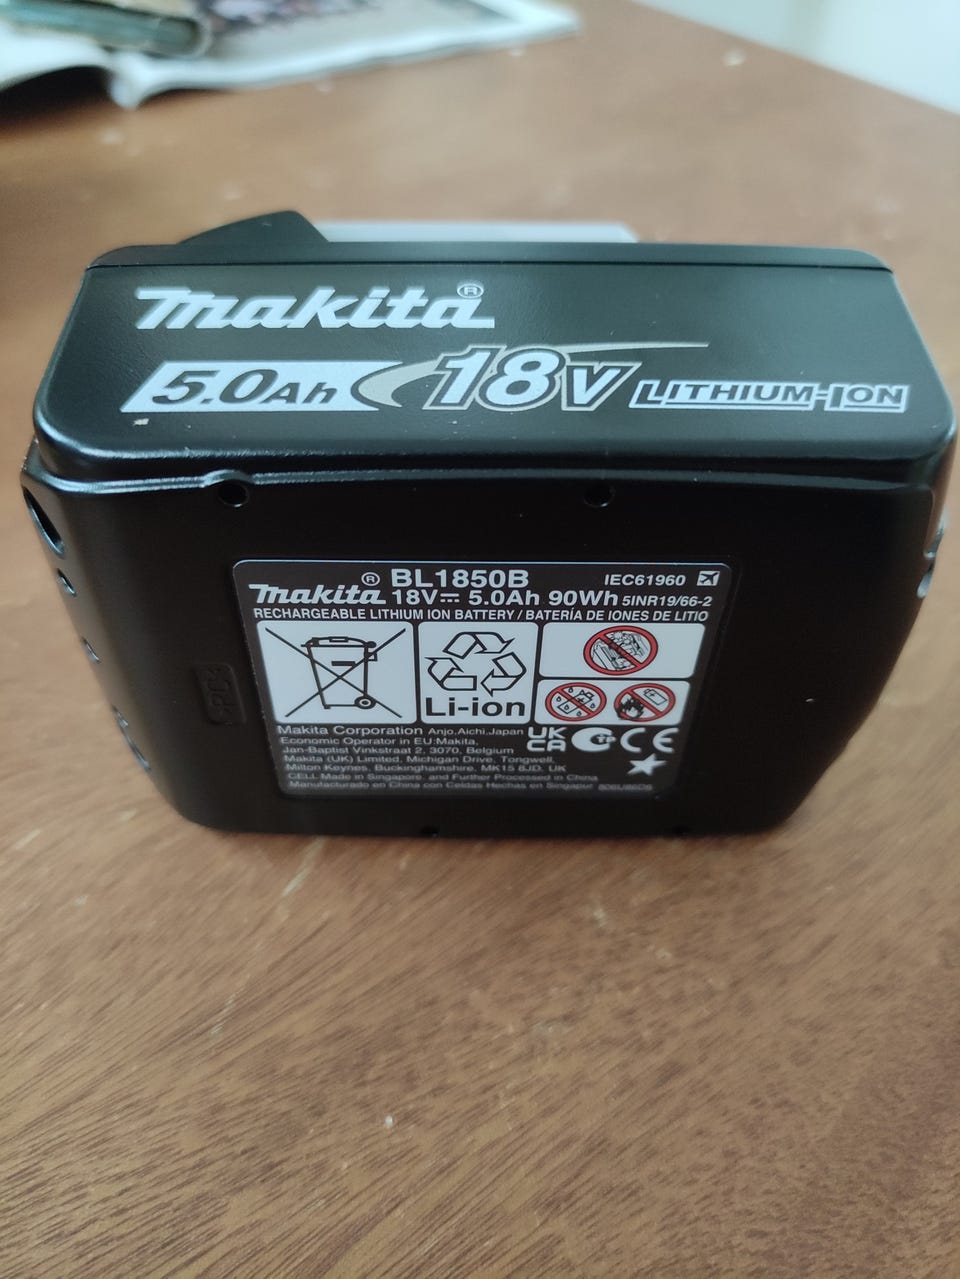 makita®
5.0Ah 18V LITHIUM-ION
makita® BL1850B IEC61960
18V 5.0Ah 90Wh 5INR19/66-2
RECHARGEABLE LITHIUM ION BATTERY / BATERÍA DE IONES DE LITIO
Li-ion
>PC<
Makita Corporation Anjo,Aichi,Japan
Economic Operator in EU:Makita,
Jan-Baptist Vinkstraat 2, 3070, Belgium
Makita (UK) Limited, Michigan Drive, Tongwell,
Milton Keynes, Buckinghamshire, MK15 8JD, UK
CELL Made in Singapore, and Further Processed in China
Manufacturado en China con Celdas Hechas en Singapur
UK
CA
CE